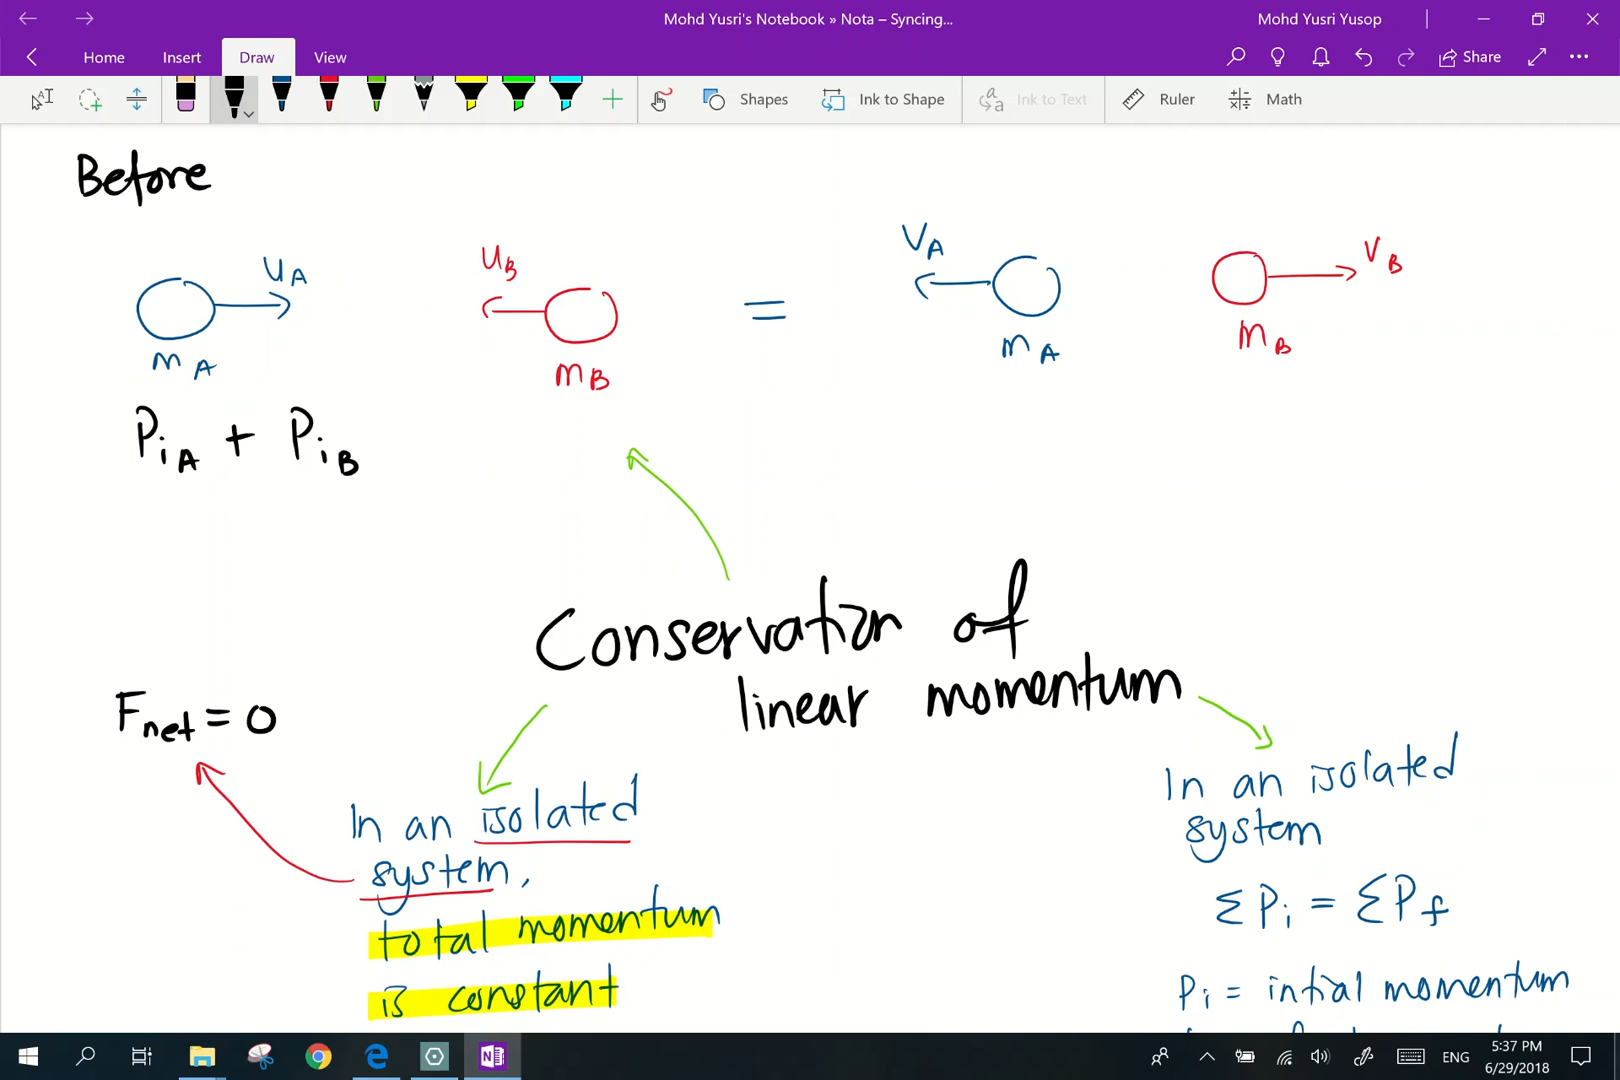 Mohd Yusri's Notebook » Nota – Syncing...
Mohd Yusri Yusop
Home Insert Draw View
Share
Shapes Ink to Shape Ink to Text Ruler Math
Before
uA
uB
=
VA
VB
mA
mB
mA
mB
PiA + PiB
Conservation of
linear momentum
Fnet = 0
In an isolated
system,
total momentum
is constant
In an isolated
system
ΣPi = ΣPf
Pi = intial momentum
ENG
5:37 PM
6/29/2018